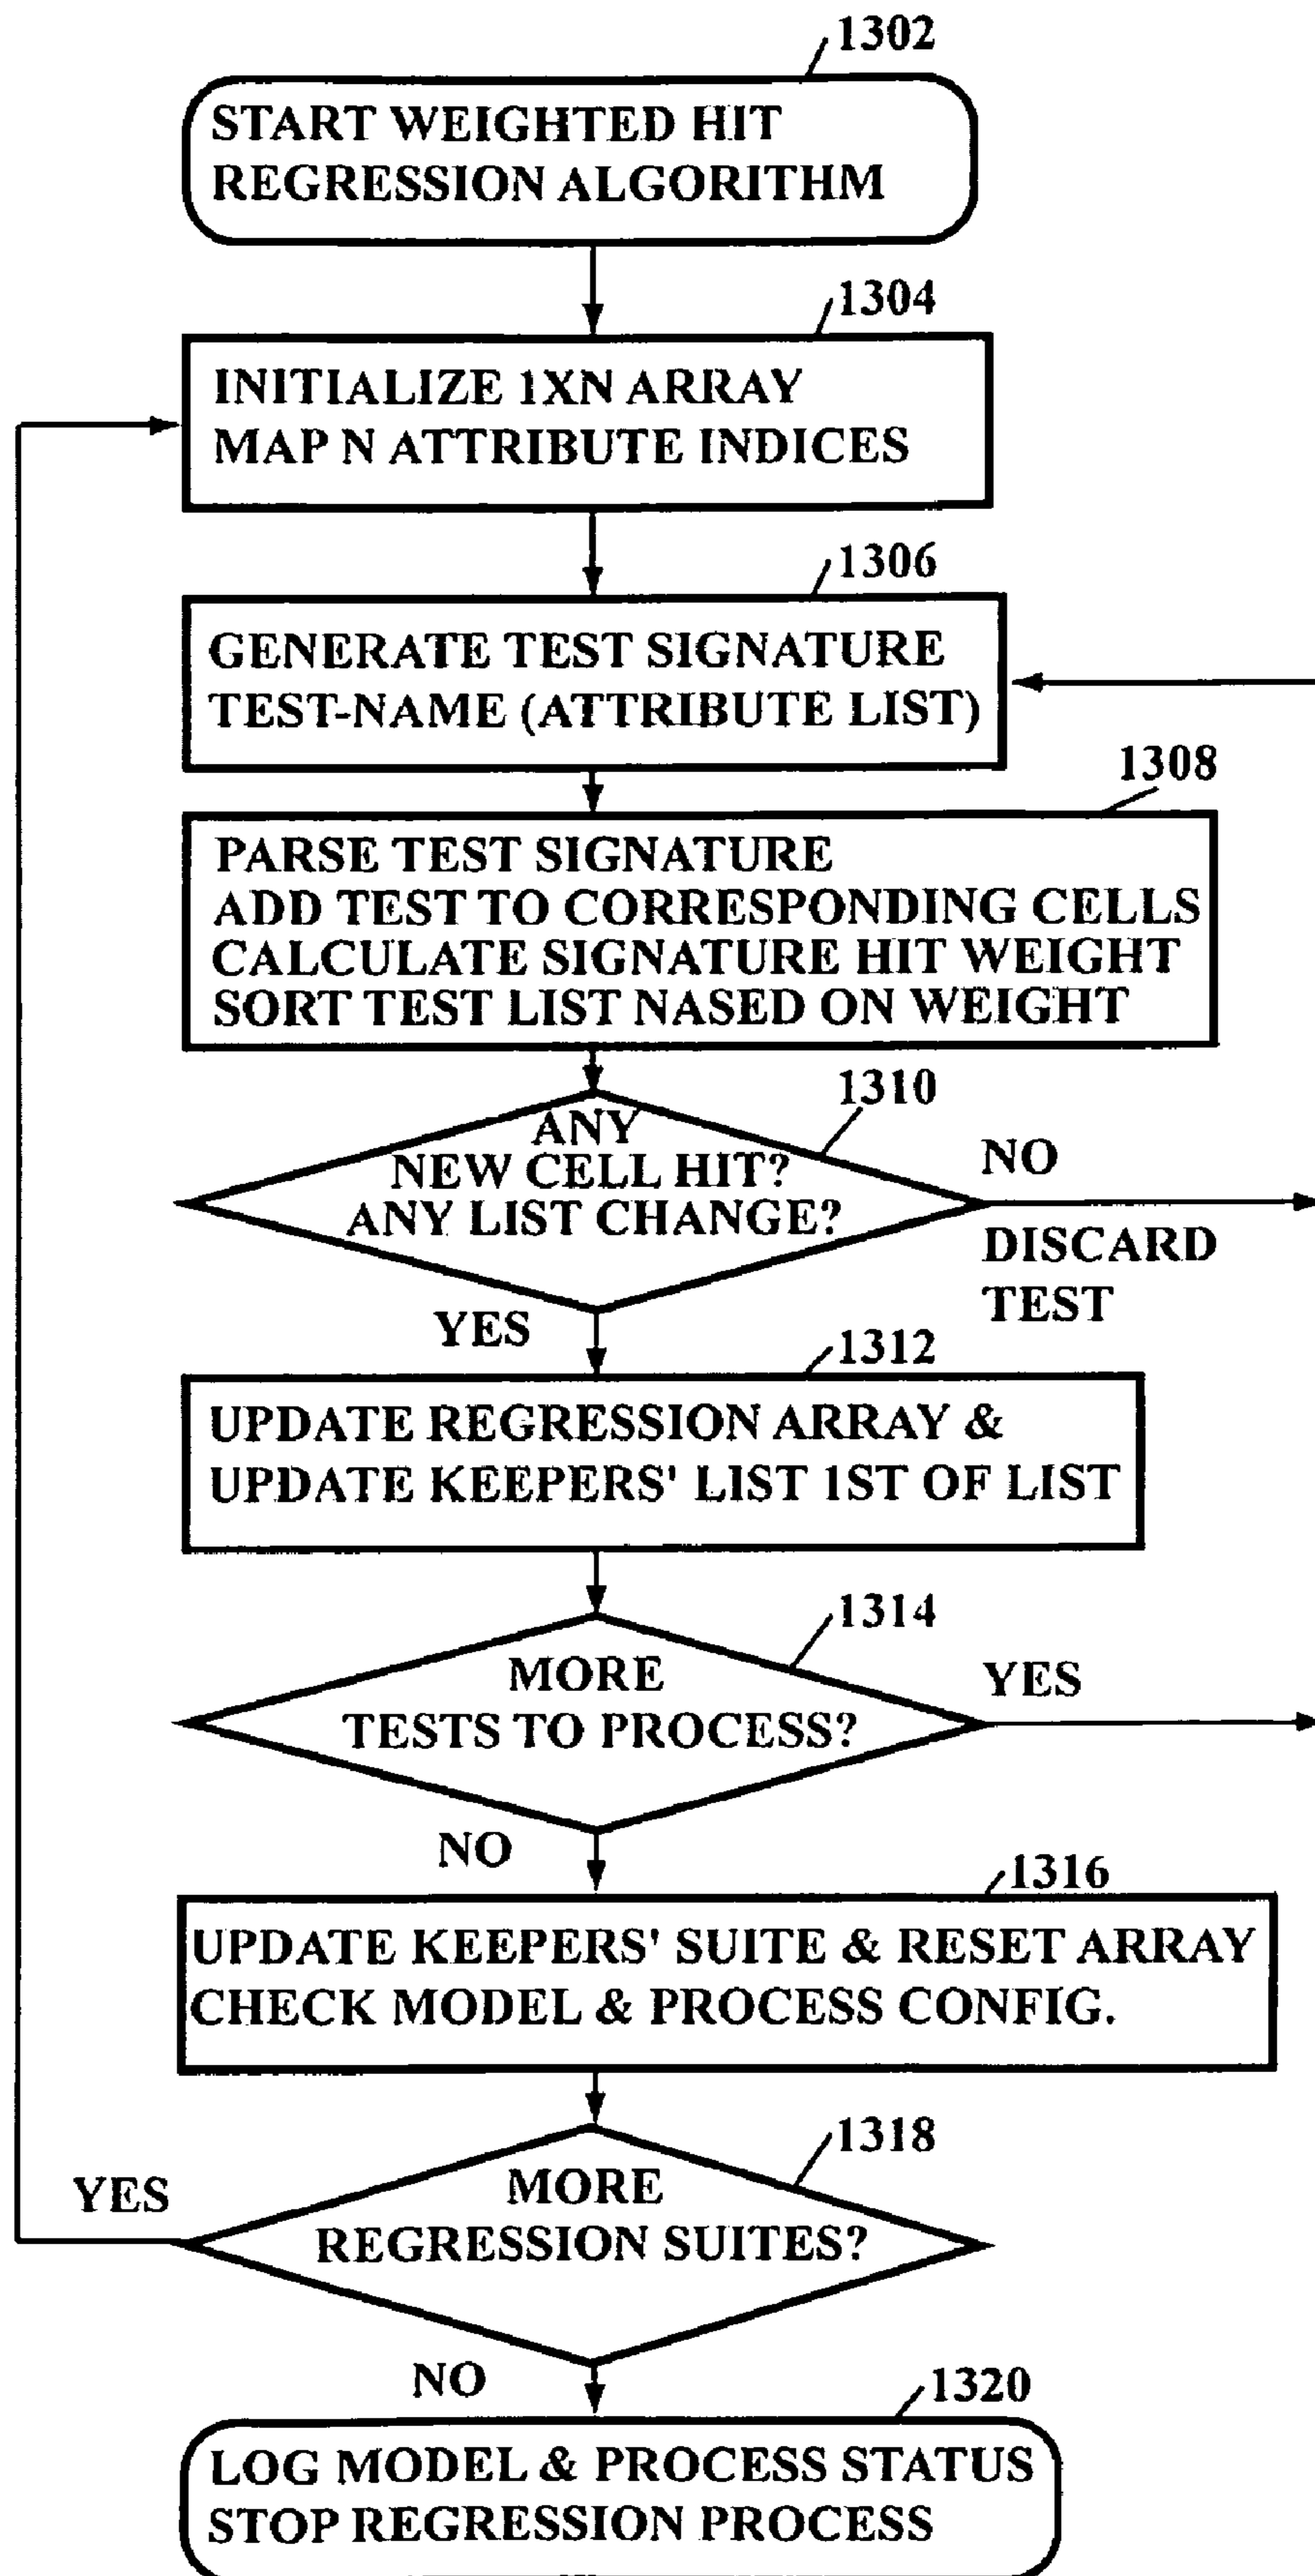 1302
START WEIGHTED HIT
REGRESSION ALGORITHM
1304
INITIALIZE 1XN ARRAY
MAP N ATTRIBUTE INDICES
1306
GENERATE TEST SIGNATURE
TEST-NAME (ATTRIBUTE LIST)
1308
PARSE TEST SIGNATURE
ADD TEST TO CORRESPONDING CELLS
CALCULATE SIGNATURE HIT WEIGHT
SORT TEST LIST NASED ON WEIGHT
1310
ANY
NEW CELL HIT?
ANY LIST CHANGE?
NO
DISCARD
TEST
YES
1312
UPDATE REGRESSION ARRAY &
UPDATE KEEPERS' LIST 1ST OF LIST
1314
MORE
TESTS TO PROCESS?
YES
NO
1316
UPDATE KEEPERS' SUITE & RESET ARRAY
CHECK MODEL & PROCESS CONFIG.
1318
MORE
REGRESSION SUITES?
YES
NO
1320
LOG MODEL & PROCESS STATUS
STOP REGRESSION PROCESS